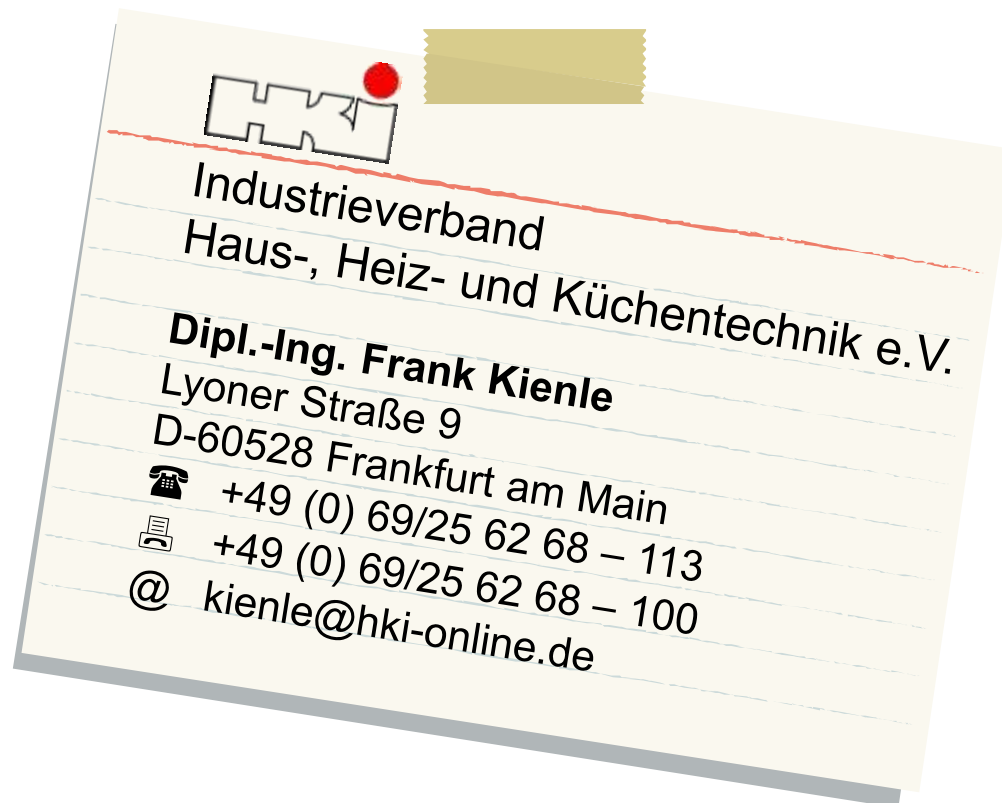 HKi
Industrieverband
Haus-, Heiz- und Küchentechnik e.V.
Dipl.-Ing. Frank Kienle
Lyoner Straße 9
D-60528 Frankfurt am Main
☎ +49 (0) 69/25 62 68 – 113
📠 +49 (0) 69/25 62 68 – 100
@ kienle@hki-online.de